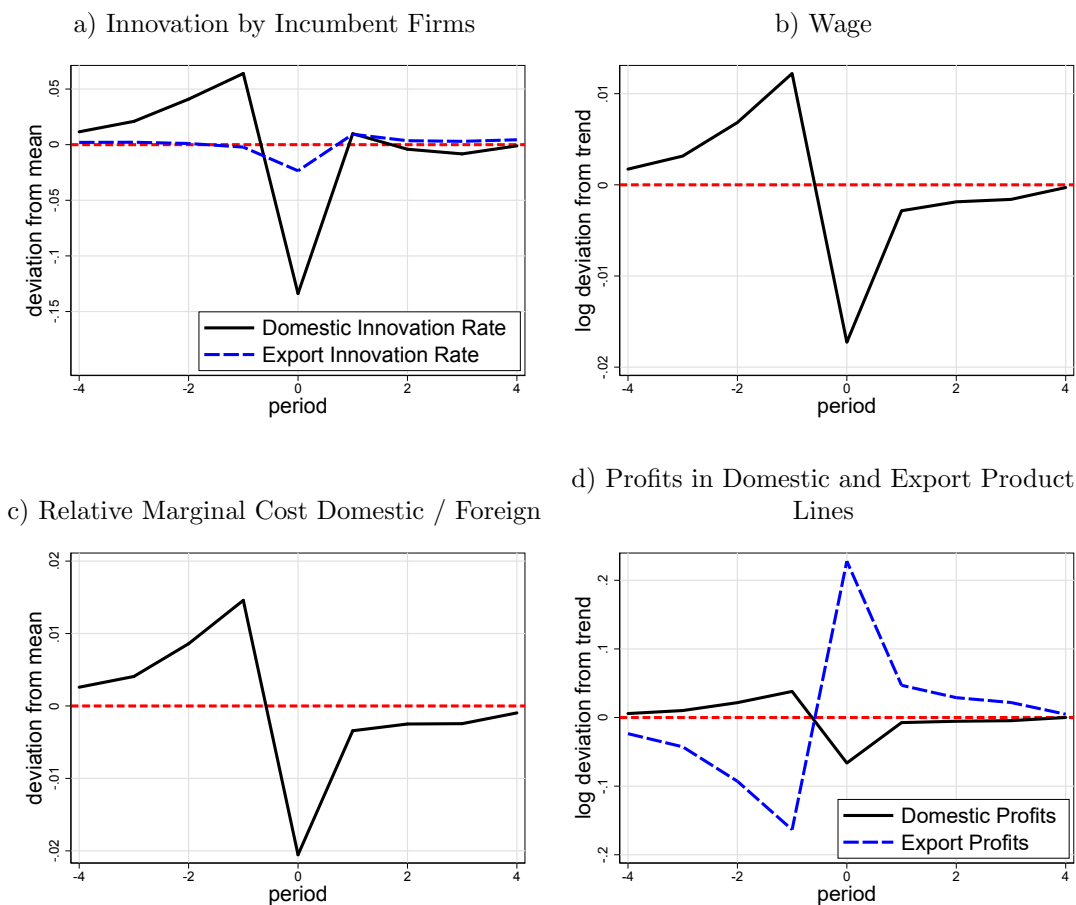 a) Innovation by Incumbent Firms
.05
0
-.05
-.1
-.15
deviation from mean
Domestic Innovation Rate
Export Innovation Rate
-4 -2 0 2 4
period
b) Wage
.01
0
-.01
-.02
log deviation from trend
-4 -2 0 2 4
period
c) Relative Marginal Cost Domestic / Foreign
.02
.01
0
-.01
-.02
deviation from mean
-4 -2 0 2 4
period
d) Profits in Domestic and Export Product
Lines
.2
.1
0
-.1
-.2
log deviation from trend
Domestic Profits
Export Profits
-4 -2 0 2 4
period